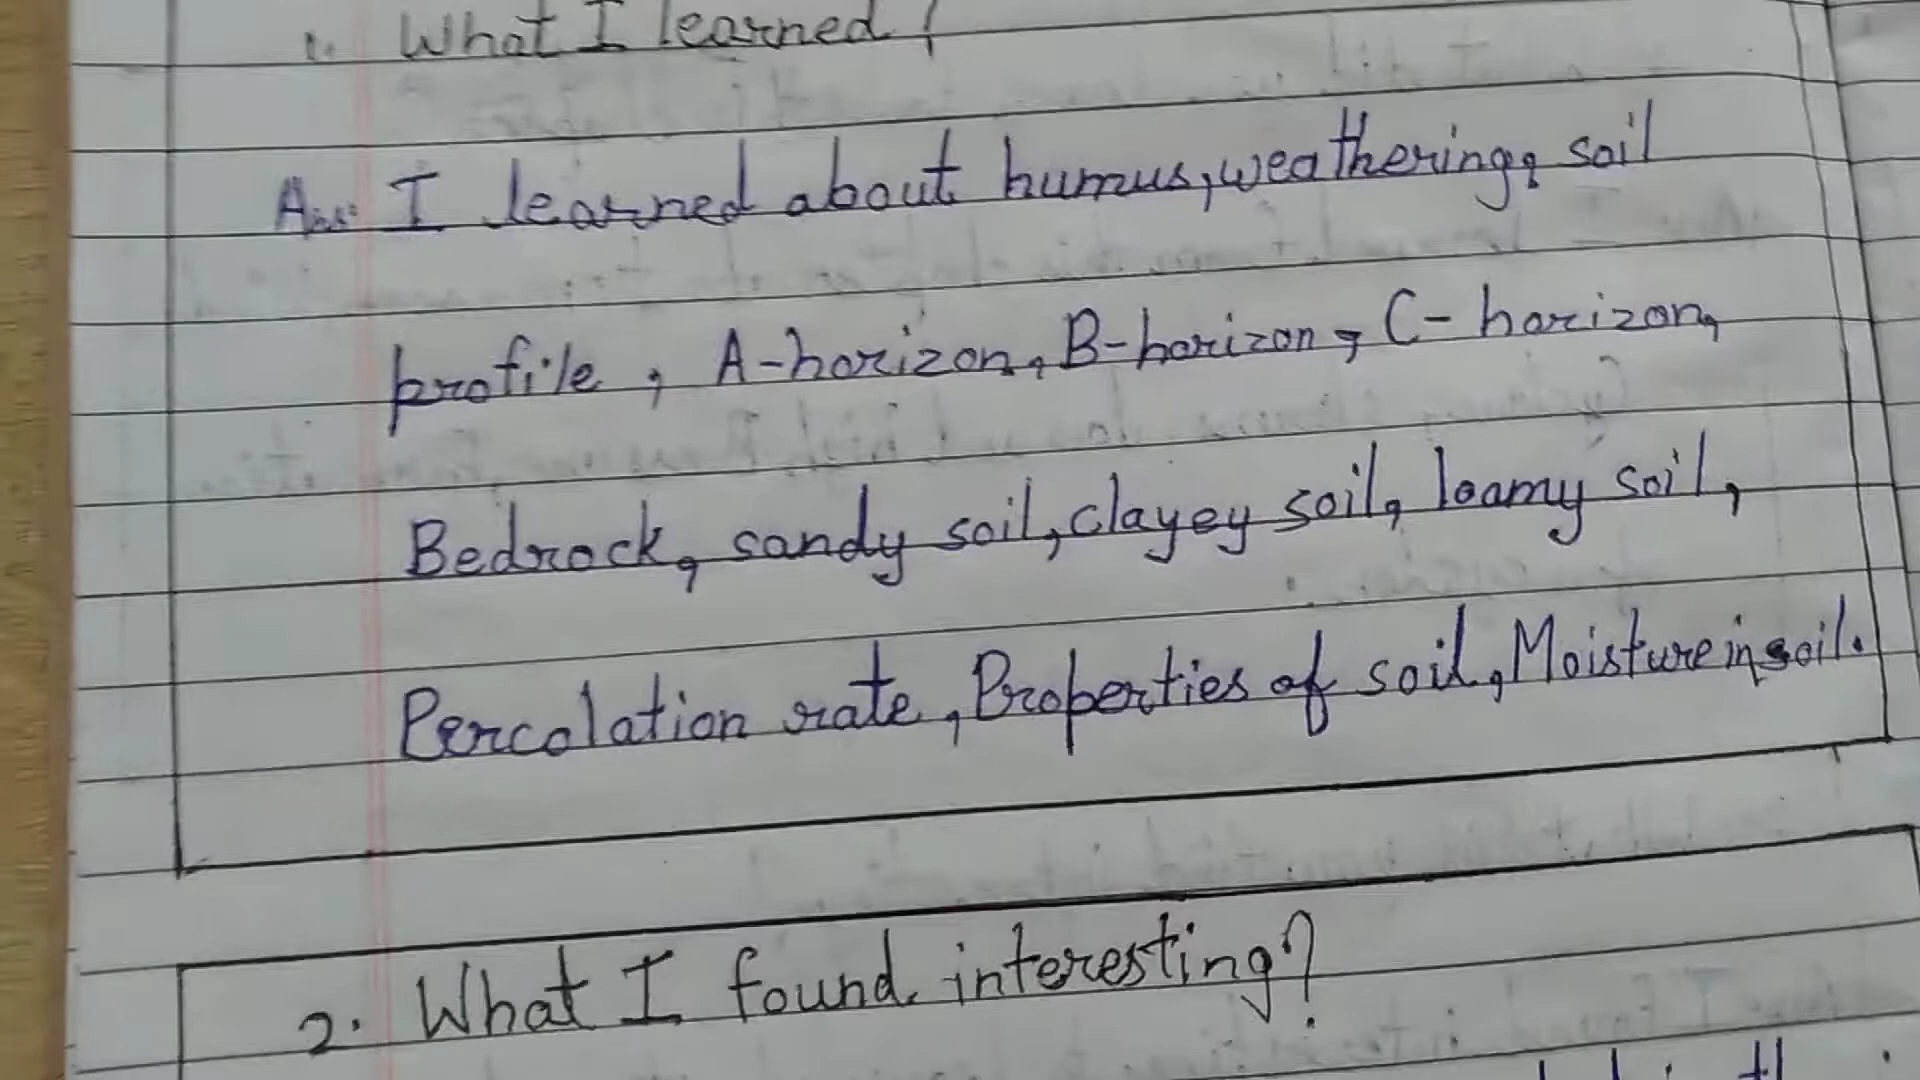 1. What I learned?
Ans: I learned about humus, weathering, soil
profile, A-horizon, B-horizon, C-horizon,
Bedrock, sandy soil, clayey soil, loamy soil,
Percolation rate, Properties of soil, Moisture in soil.
2. What I found interesting?